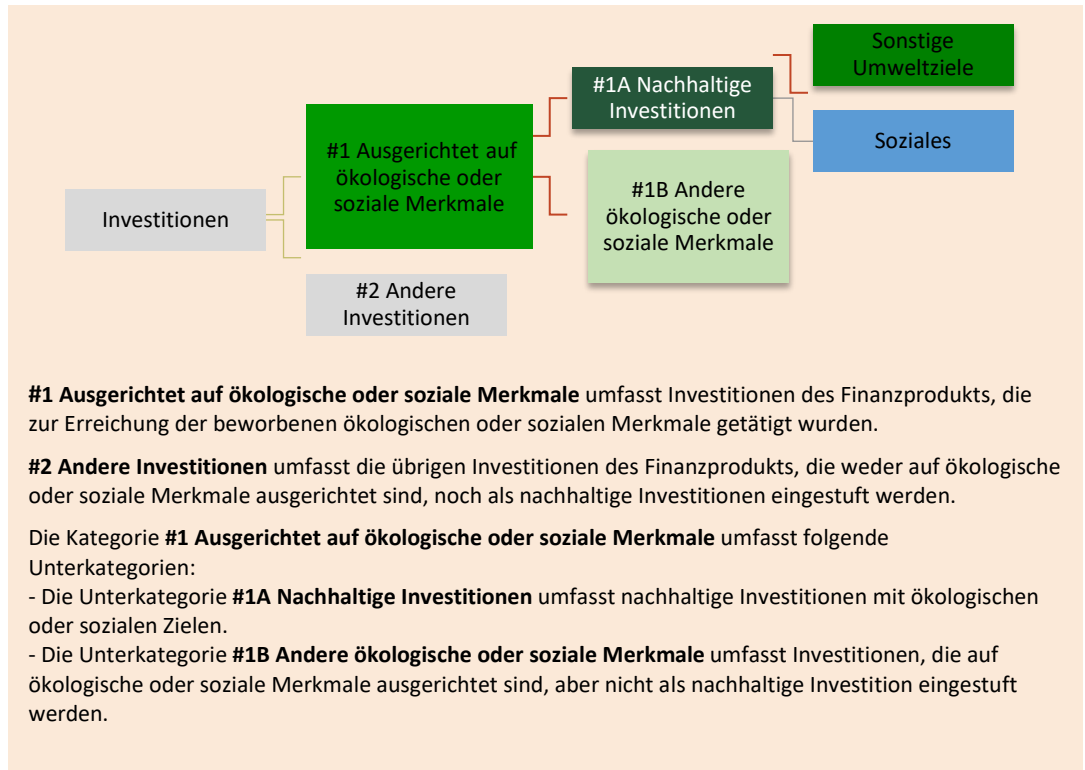 Sonstige
Umweltziele
#1A Nachhaltige
Investitionen
Soziales
#1 Ausgerichtet auf
ökologische oder
soziale Merkmale
#1B Andere
ökologische oder
soziale Merkmale
Investitionen
#2 Andere
Investitionen
#1 Ausgerichtet auf ökologische oder soziale Merkmale umfasst Investitionen des Finanzprodukts, die
zur Erreichung der beworbenen ökologischen oder sozialen Merkmale getätigt wurden.
#2 Andere Investitionen umfasst die übrigen Investitionen des Finanzprodukts, die weder auf ökologische
oder soziale Merkmale ausgerichtet sind, noch als nachhaltige Investitionen eingestuft werden.
Die Kategorie #1 Ausgerichtet auf ökologische oder soziale Merkmale umfasst folgende
Unterkategorien:
- Die Unterkategorie #1A Nachhaltige Investitionen umfasst nachhaltige Investitionen mit ökologischen
oder sozialen Zielen.
- Die Unterkategorie #1B Andere ökologische oder soziale Merkmale umfasst Investitionen, die auf
ökologische oder soziale Merkmale ausgerichtet sind, aber nicht als nachhaltige Investition eingestuft
werden.